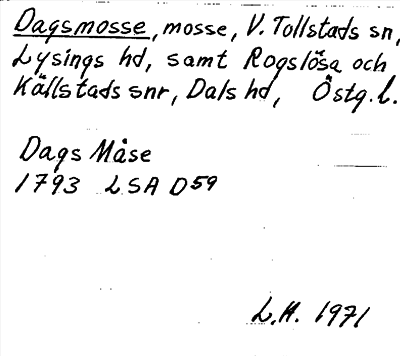 Dagsmosse, mosse, V. Tollstads sn,
Lysings hd, samt Rogslösa och
Källstads snr, Dals hd, Östg. l.
Dags Måse
1793 LSA D59
L.H. 1971